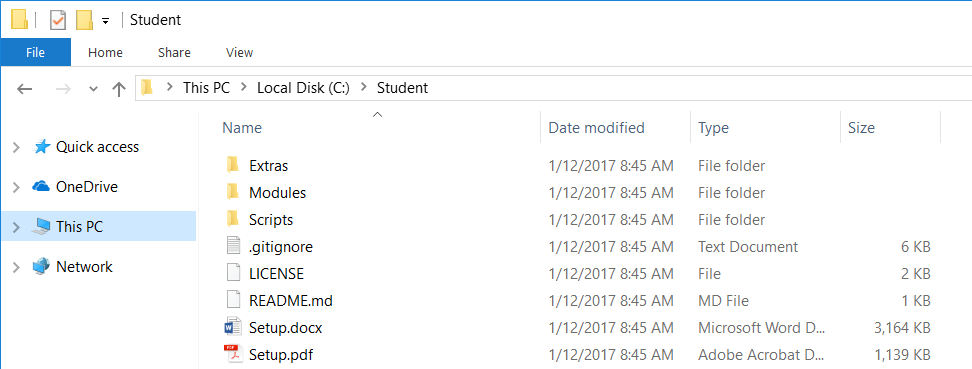 Student
File Home Share View
This PC Local Disk (C:) Student
Name Date modified Type Size
Quick access
OneDrive
This PC
Network
Extras 1/12/2017 8:45 AM File folder
Modules 1/12/2017 8:45 AM File folder
Scripts 1/12/2017 8:45 AM File folder
.gitignore 1/12/2017 8:45 AM Text Document 6 KB
LICENSE 1/12/2017 8:45 AM File 2 KB
README.md 1/12/2017 8:45 AM MD File 1 KB
Setup.docx 1/12/2017 8:45 AM Microsoft Word D... 3,164 KB
Setup.pdf 1/12/2017 8:45 AM Adobe Acrobat D... 1,139 KB